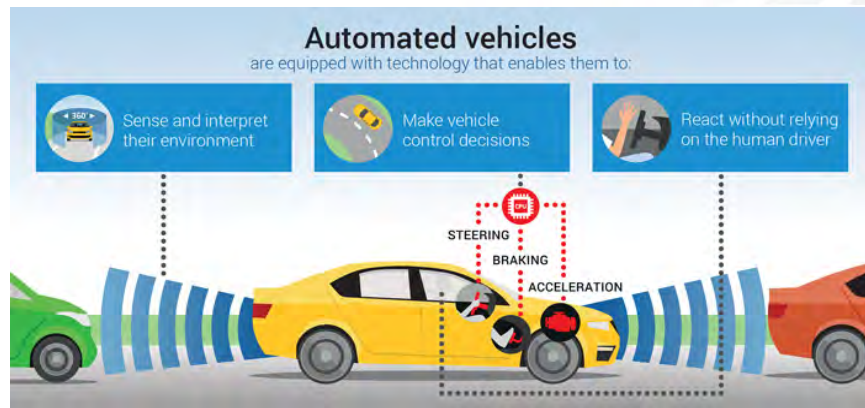 Automated vehicles
are equipped with technology that enables them to:
◄ 360° ►
Sense and interpret
their environment
Make vehicle
control decisions
React without relying
on the human driver
CPU
STEERING
BRAKING
ACCELERATION